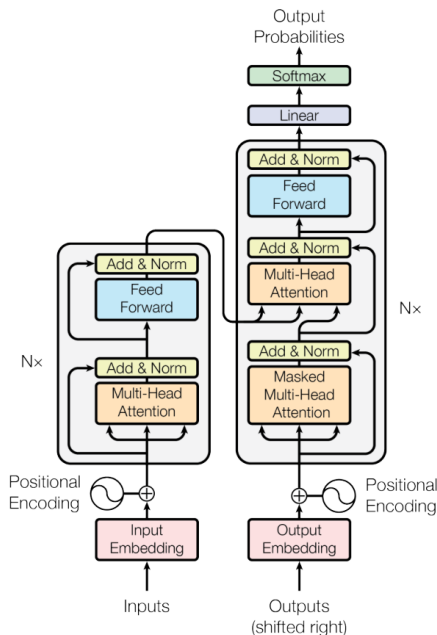 Output
Probabilities
Softmax
Linear
Add & Norm
Feed
Forward
Add & Norm
Multi-Head
Attention
Nx
Add & Norm
Masked
Multi-Head
Attention
Positional
Encoding
Output
Embedding
Outputs
(shifted right)
Add & Norm
Feed
Forward
Nx
Add & Norm
Multi-Head
Attention
Positional
Encoding
Input
Embedding
Inputs